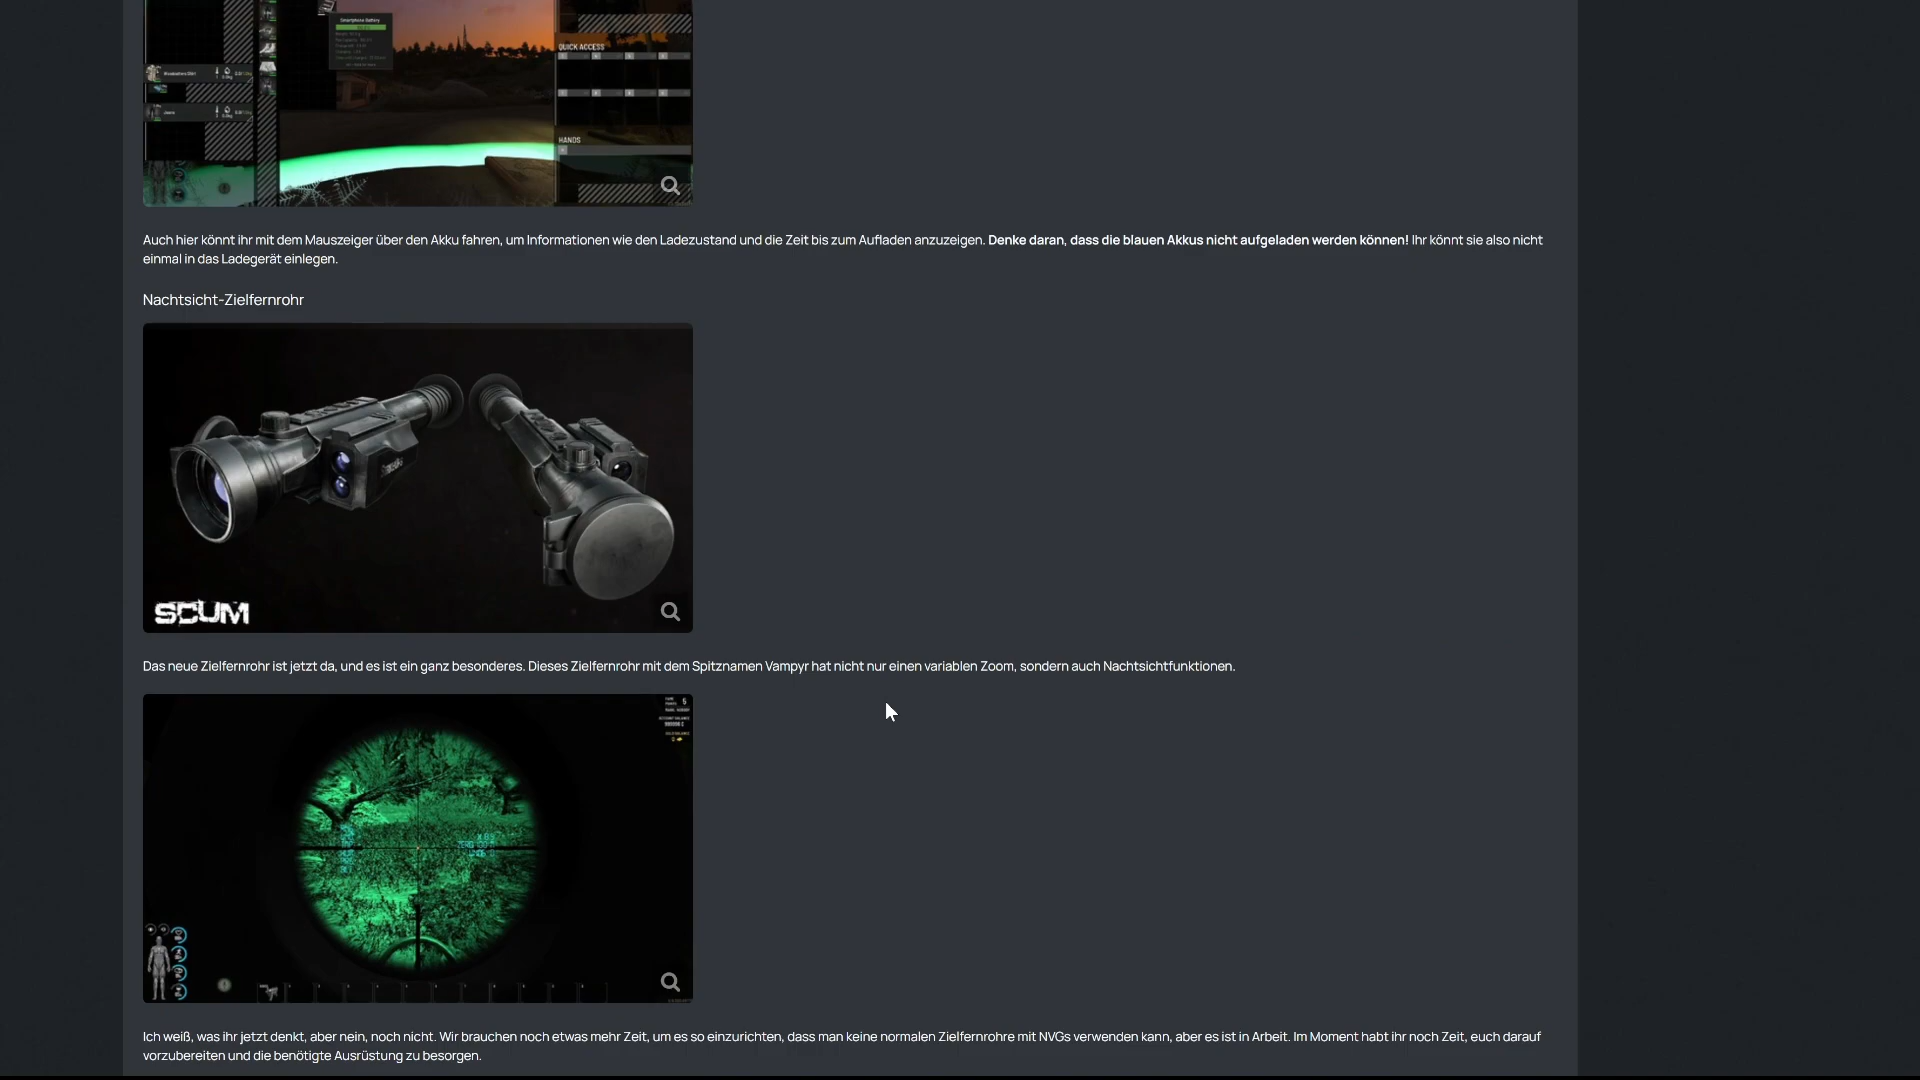 Smartphone Battery
QUICK ACCESS
HANDS
Auch hier könnt ihr mit dem Mauszeiger über den Akku fahren, um Informationen wie den Ladezustand und die Zeit bis zum Aufladen anzuzeigen. Denke daran, dass die blauen Akkus nicht aufgeladen werden können! Ihr könnt sie also nicht
einmal in das Ladegerät einlegen.
Nachtsicht-Zielfernrohr
SCUM
Das neue Zielfernrohr ist jetzt da, und es ist ein ganz besonderes. Dieses Zielfernrohr mit dem Spitznamen Vampyr hat nicht nur einen variablen Zoom, sondern auch Nachtsichtfunktionen.
Ich weiß, was ihr jetzt denkt, aber nein, noch nicht. Wir brauchen noch etwas mehr Zeit, um es so einzurichten, dass man keine normalen Zielfernrohre mit NVGs verwenden kann, aber es ist in Arbeit. Im Moment habt ihr noch Zeit, euch darauf
vorzubereiten und die benötigte Ausrüstung zu besorgen.